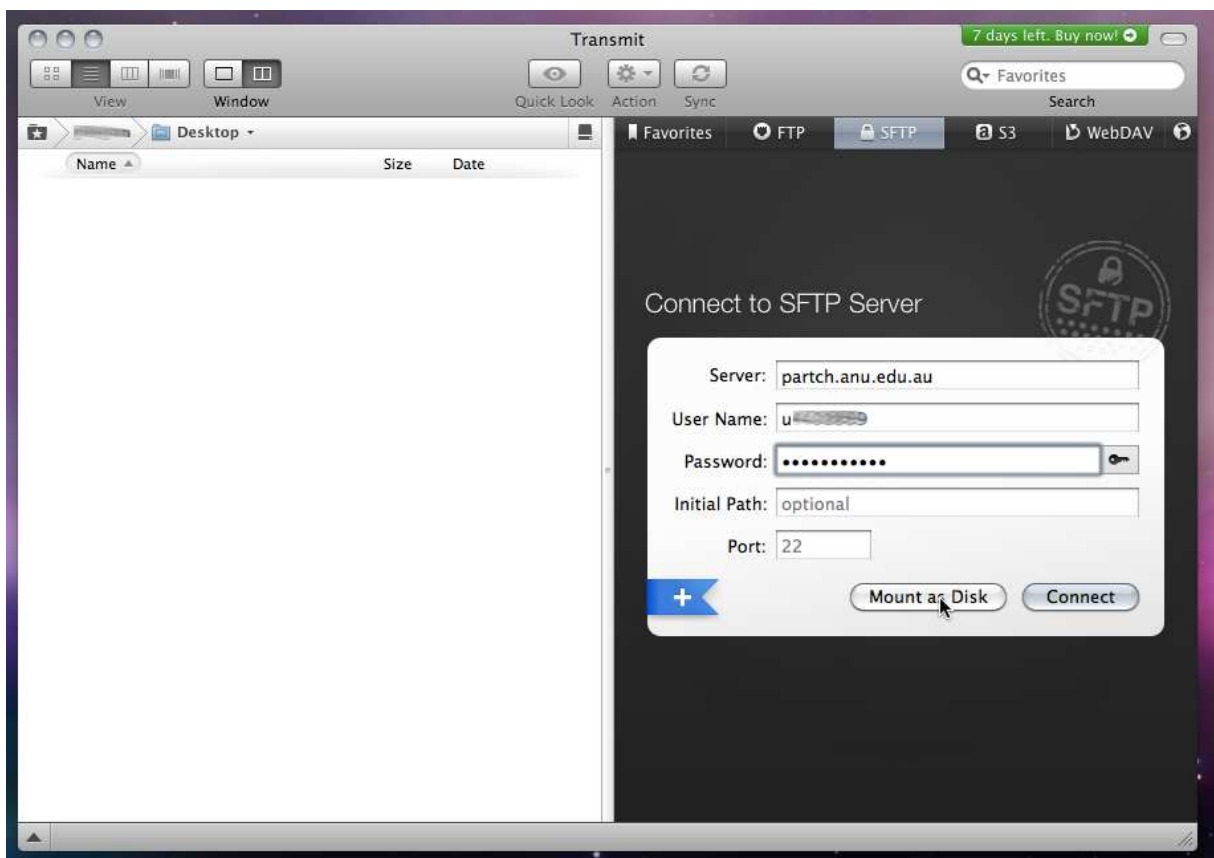 Transmit
7 days left. Buy now!
Favorites
View Window Quick Look Action Sync Search
Desktop
Favorites FTP SFTP S3 WebDAV
Name Size Date
SFTP
Connect to SFTP Server
Server: partch.anu.edu.au
User Name: u
Password: •••••••••••
Initial Path: optional
Port: 22
+ Mount as Disk Connect